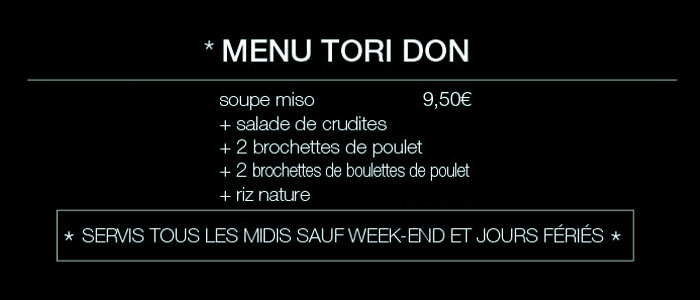 * MENU TORI DON
soupe miso 9,50€
+ salade de crudites
+ 2 brochettes de poulet
+ 2 brochettes de boulettes de poulet
+ riz nature
* SERVIS TOUS LES MIDIS SAUF WEEK-END ET JOURS FÉRIÉS *